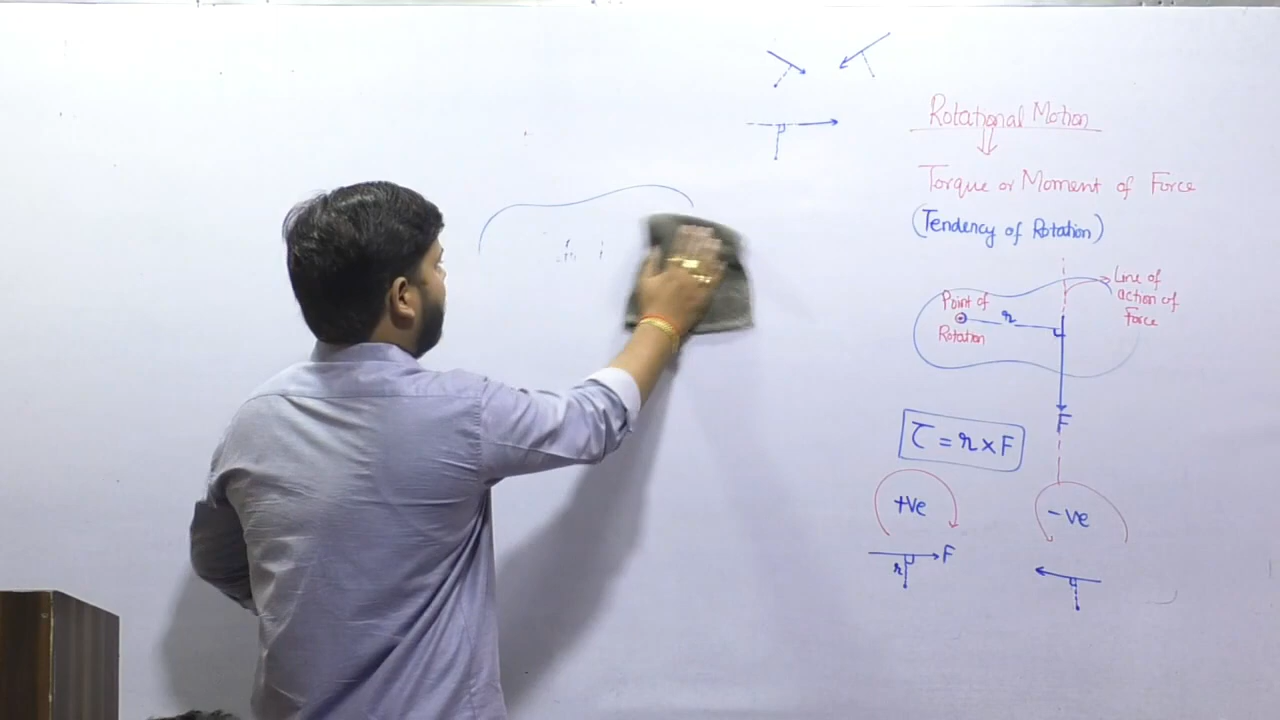 Rotational Motion
⇓
Torque or Moment of Force
(Tendency of Rotation)
Line of
action of
Force
Point of
Rotation
r
F
τ = r × F
+ve
-ve
F
r